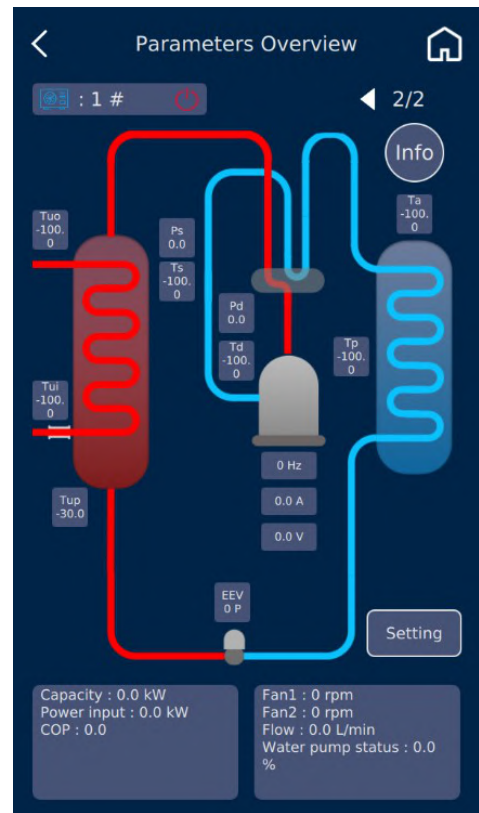 Parameters Overview
: 1 #
2/2
Info
Tuo
-100.
0
Ps
0.0
Ts
-100.
0
Ta
-100.
0
Pd
0.0
Td
-100.
0
Tp
-100.
0
Tui
-100.
0
0 Hz
Tup
-30.0
0.0 A
0.0 V
EEV
0 P
Setting
Capacity : 0.0 kW
Power input : 0.0 kW
COP : 0.0
Fan1 : 0 rpm
Fan2 : 0 rpm
Flow : 0.0 L/min
Water pump status : 0.0
%